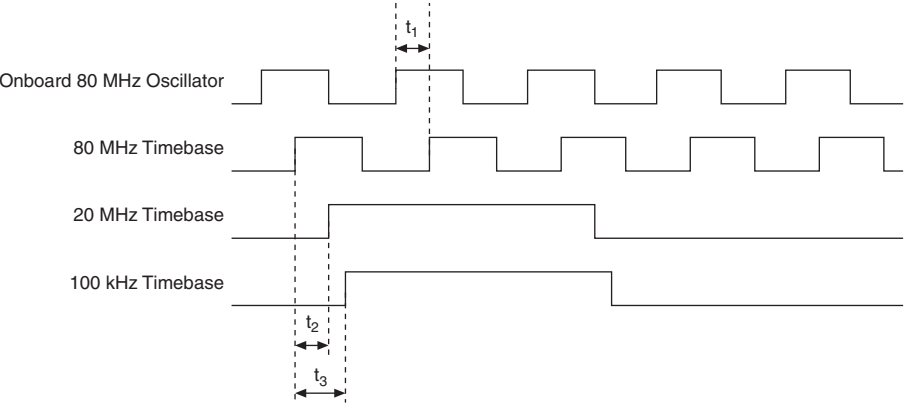 t1
Onboard 80 MHz Oscillator
80 MHz Timebase
20 MHz Timebase
100 kHz Timebase
t2
t3